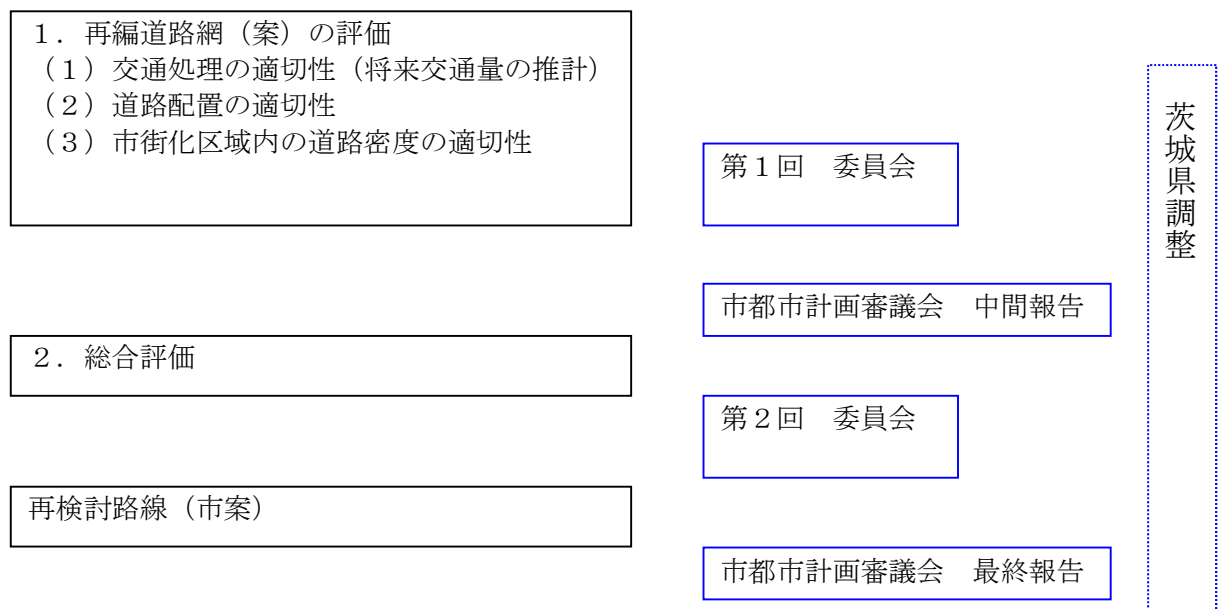 １．再編道路網（案）の評価
（１）交通処理の適切性（将来交通量の推計）
（２）道路配置の適切性
（３）市街化区域内の道路密度の適切性
第１回　委員会
市都市計画審議会　中間報告
２．総合評価
第２回　委員会
再検討路線（市案）
市都市計画審議会　最終報告
茨城県調整